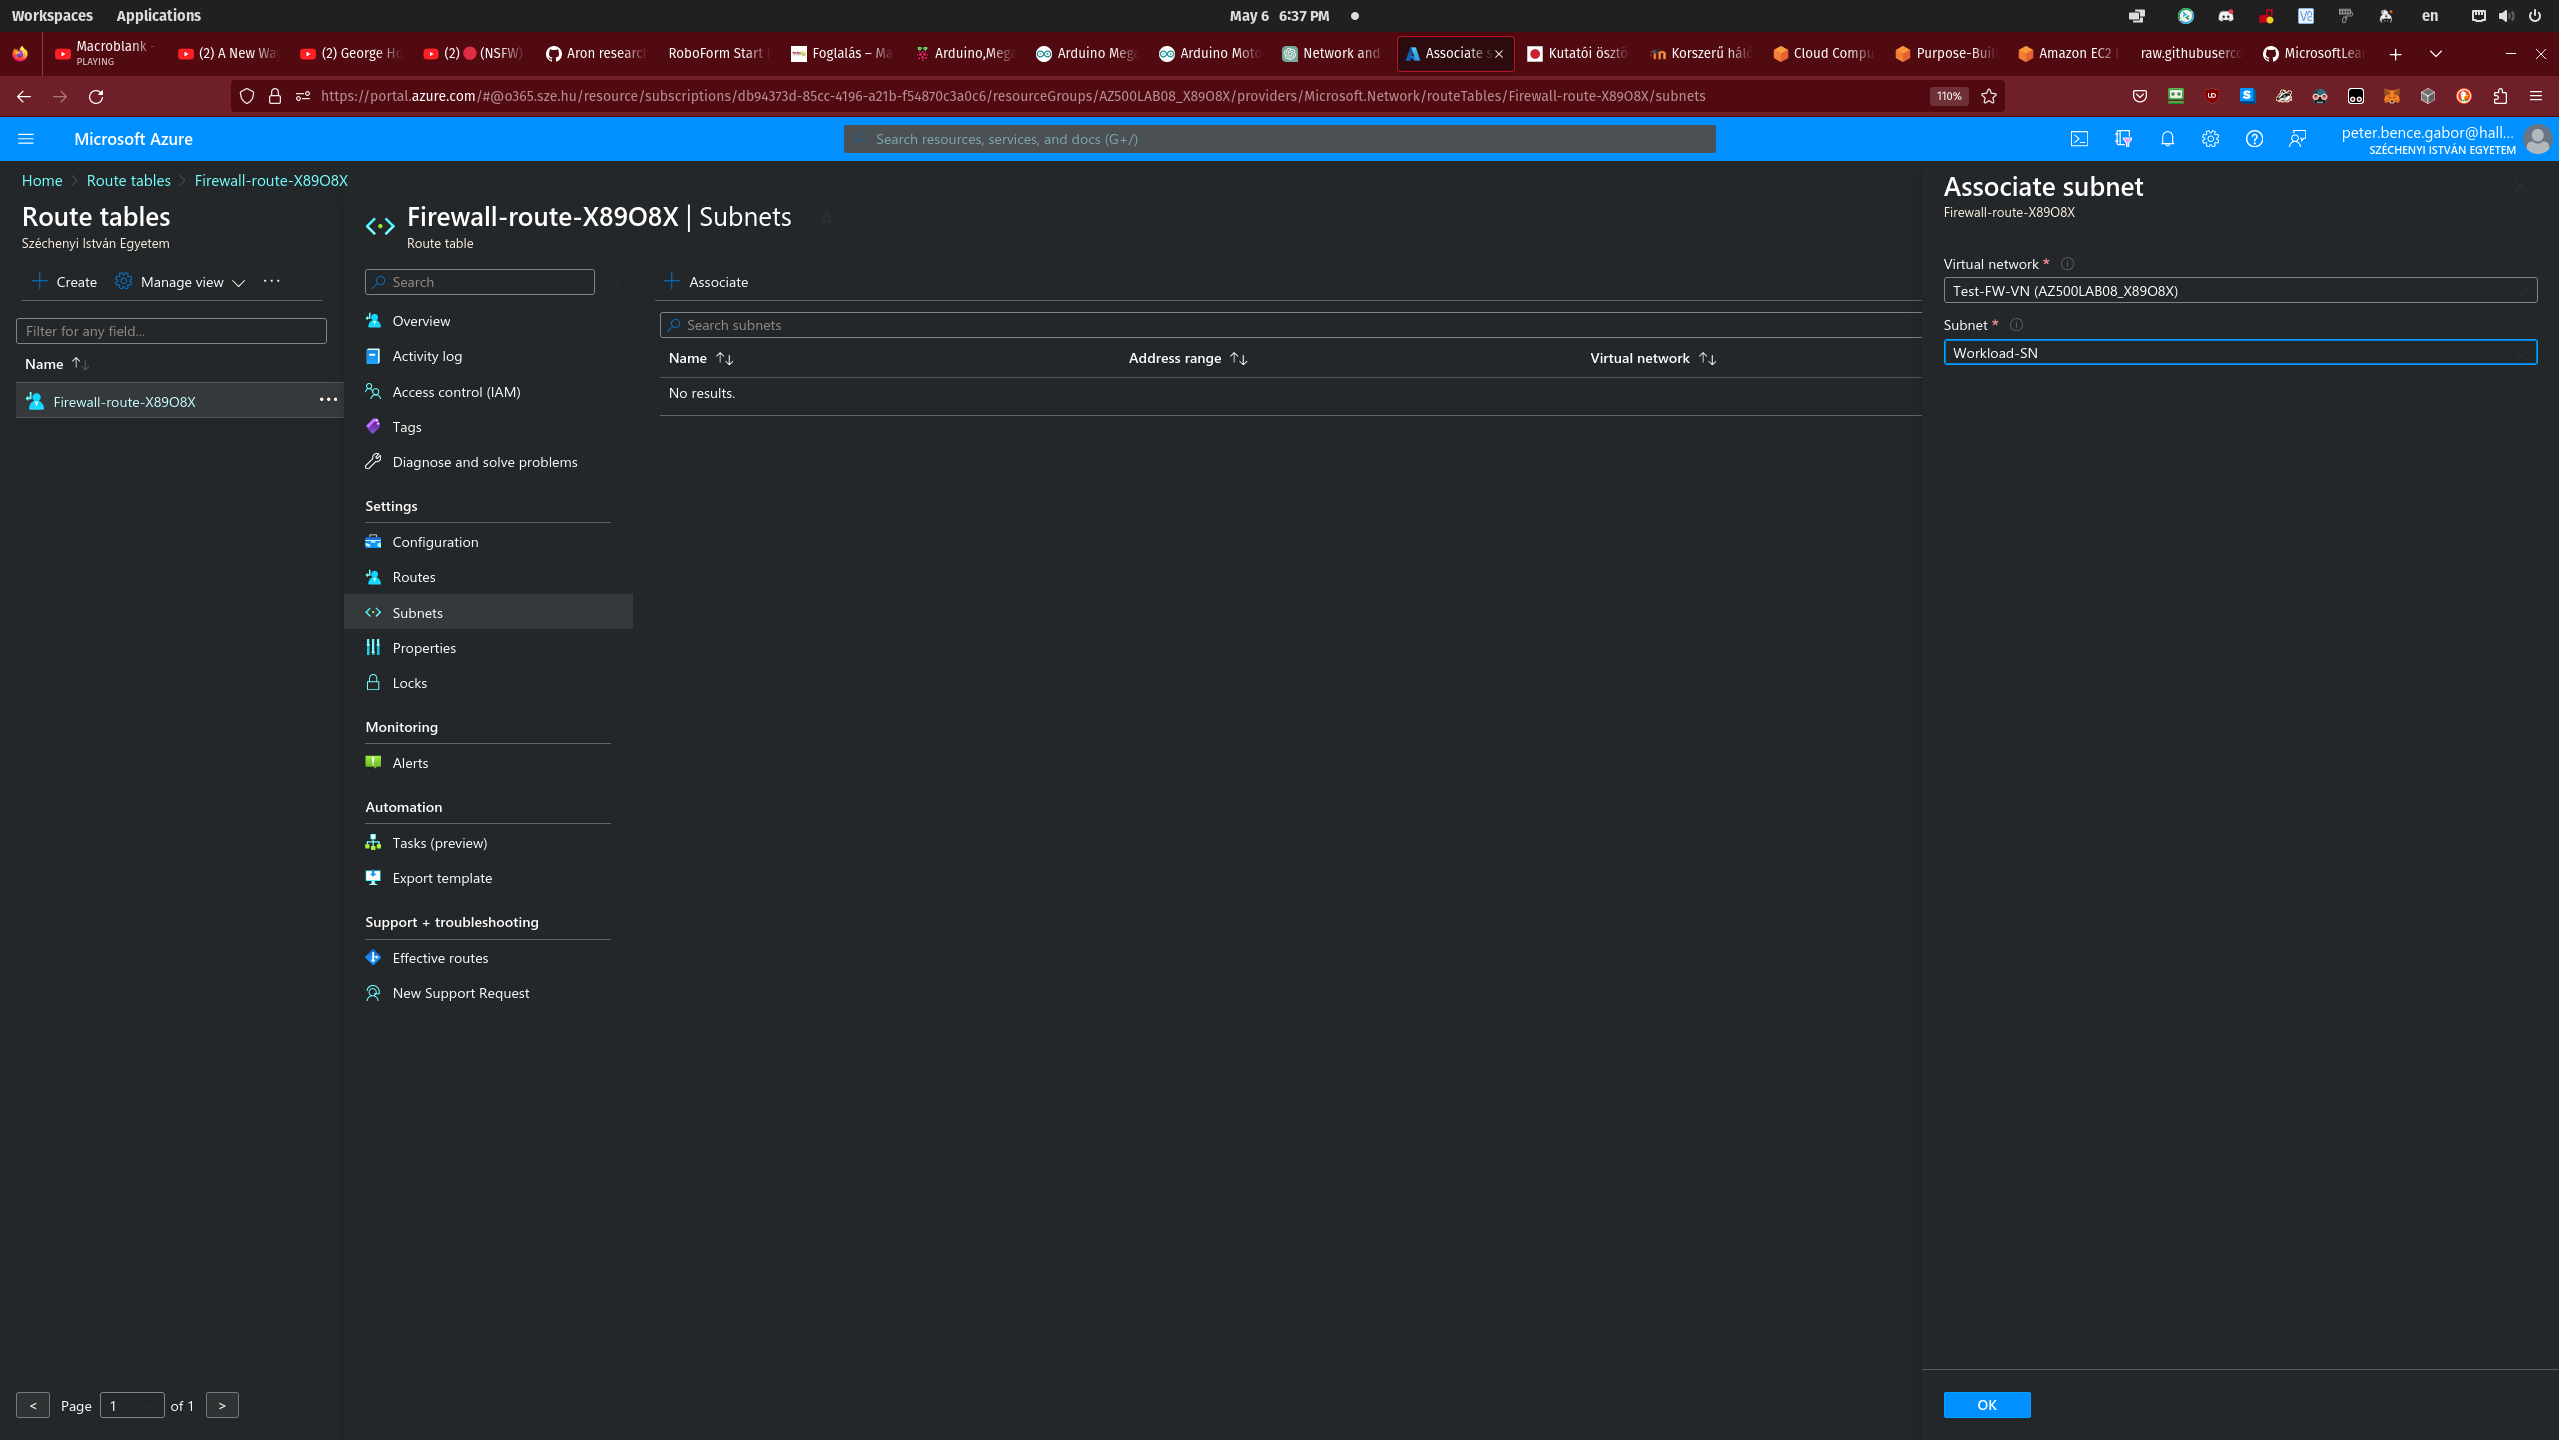 Workspaces Applications
May 6 6:37 PM
en
Macroblank -
PLAYING
(2) A New Wa
(2) George Ho
(2) (NSFW)
Aron research
RoboForm Start
Foglalás – Ma
Arduino,Mega
Arduino Mega
Arduino Moto
Network and
Associate s
Kutatói ösztö
Korszerű háló
Cloud Compu
Purpose-Buil
Amazon EC2
raw.githubuserco
MicrosoftLear
https://portal.azure.com/#@o365.sze.hu/resource/subscriptions/db94373d-85cc-4196-a21b-f54870c3a0c6/resourceGroups/AZ500LAB08_X89O8X/providers/Microsoft.Network/routeTables/Firewall-route-X89O8X/subnets
110%
Microsoft Azure
Search resources, services, and docs (G+/)
peter.bence.gabor@hall...
SZÉCHENYI ISTVÁN EGYETEM
Home > Route tables > Firewall-route-X89O8X
Route tables
Széchenyi István Egyetem
Create
Manage view
Filter for any field...
Name
Firewall-route-X89O8X
< Page 1 of 1 >
Firewall-route-X89O8X | Subnets
Route table
Search
Overview
Activity log
Access control (IAM)
Tags
Diagnose and solve problems
Settings
Configuration
Routes
Subnets
Properties
Locks
Monitoring
Alerts
Automation
Tasks (preview)
Export template
Support + troubleshooting
Effective routes
New Support Request
Associate
Search subnets
Name Address range Virtual network
No results.
Associate subnet
Firewall-route-X89O8X
Virtual network *
Test-FW-VN (AZ500LAB08_X89O8X)
Subnet *
Workload-SN
OK